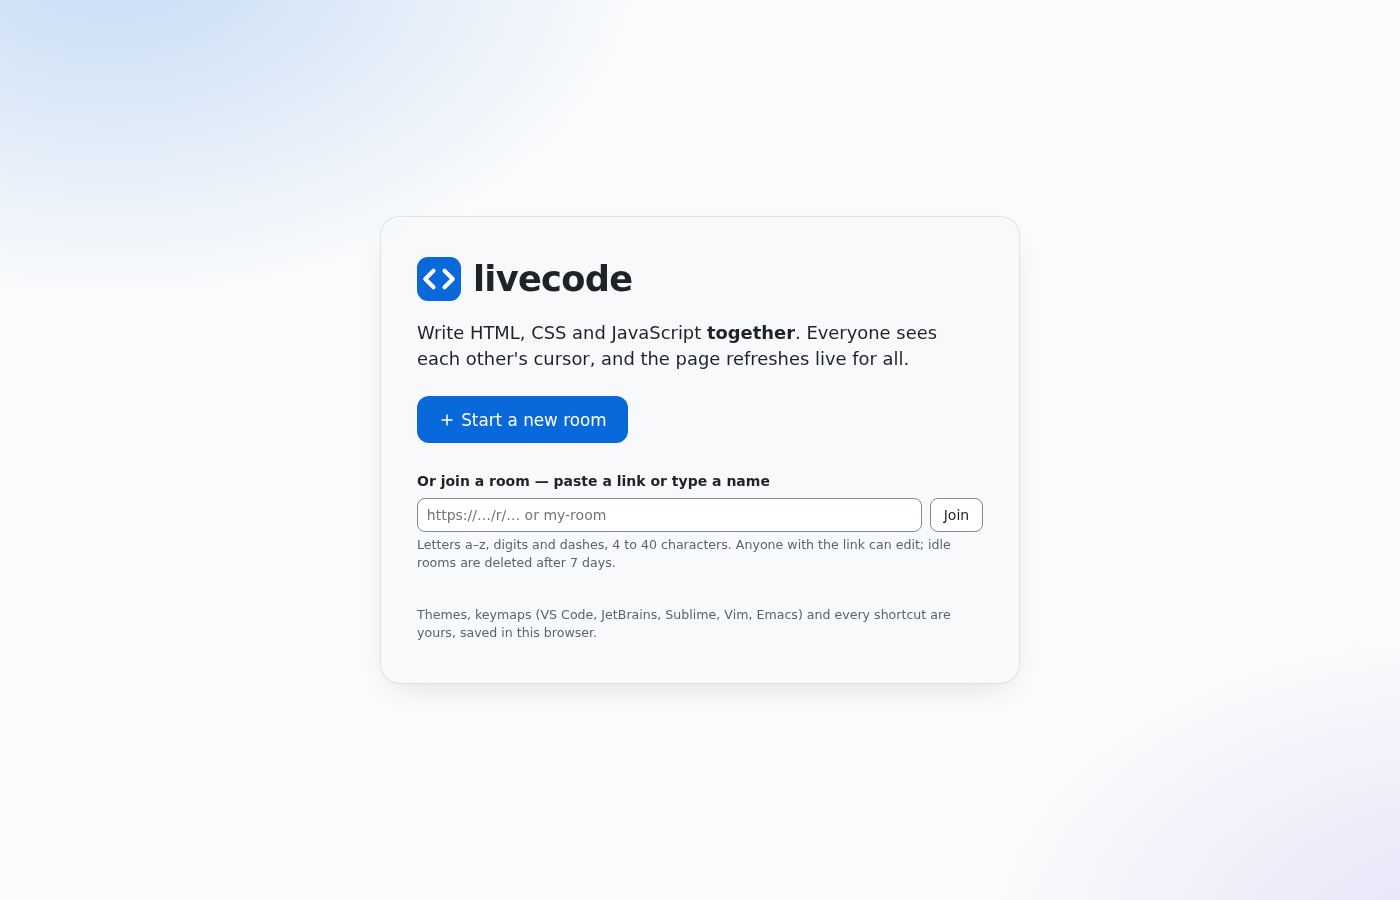 livecode
Write HTML, CSS and JavaScript together. Everyone sees
each other's cursor, and the page refreshes live for all.
+ Start a new room
Or join a room — paste a link or type a name
https://…/r/… or my-room
Join
Letters a–z, digits and dashes, 4 to 40 characters. Anyone with the link can edit; idle
rooms are deleted after 7 days.
Themes, keymaps (VS Code, JetBrains, Sublime, Vim, Emacs) and every shortcut are
yours, saved in this browser.